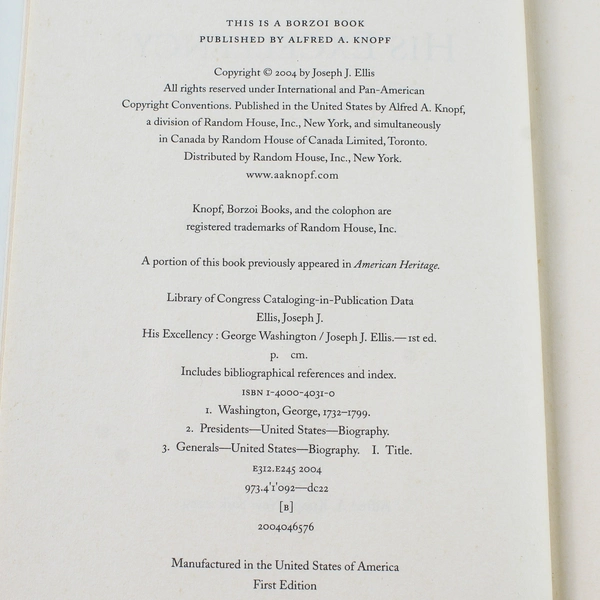 THIS IS A BORZOI BOOK
PUBLISHED BY ALFRED A. KNOPF
Copyright © 2004 by Joseph J. Ellis
All rights reserved under International and Pan-American
Copyright Conventions. Published in the United States by Alfred A. Knopf,
a division of Random House, Inc., New York, and simultaneously
in Canada by Random House of Canada Limited, Toronto.
Distributed by Random House, Inc., New York.
www.aaknopf.com
Knopf, Borzoi Books, and the colophon are
registered trademarks of Random House, Inc.
A portion of this book previously appeared in American Heritage.
Library of Congress Cataloging-in-Publication Data
Ellis, Joseph J.
His Excellency : George Washington / Joseph J. Ellis.—1st ed.
p. cm.
Includes bibliographical references and index.
ISBN 1-4000-4031-0
1. Washington, George, 1732–1799.
2. Presidents—United States—Biography.
3. Generals—United States—Biography. I. Title.
E312.E245 2004
973.4'1'092—dc22
[B]
2004046576
Manufactured in the United States of America
First Edition